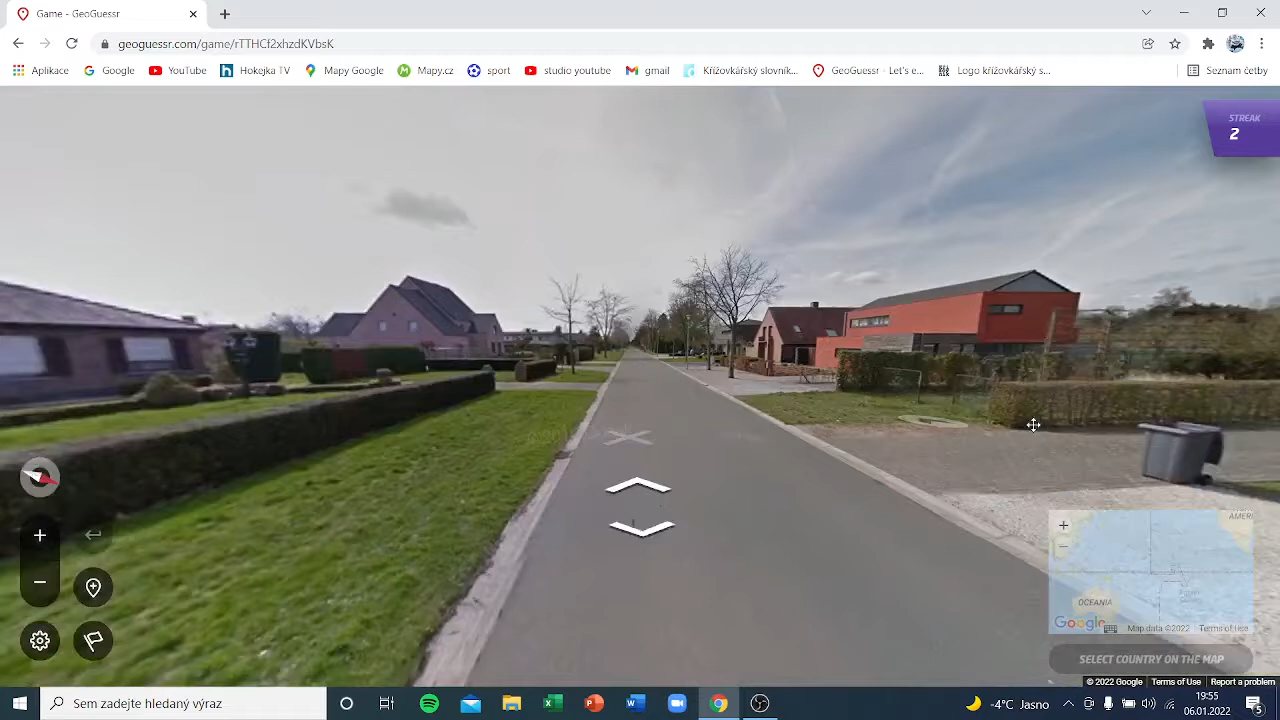 Game - GeoGuessr
geoguessr.com/game/rTTHCf2xhzdKVbsK
Aplikace Google YouTube Hokejka TV Mapy Google Mapy.cz sport studio youtube gmail Křížovkářský slovní... GeoGuessr - Let's e... Logo křížovkářský s... Seznam četby
STREAK
2
AMERI
OCEANIA
Google Map data ©2022 Terms of Use
SELECT COUNTRY ON THE MAP
© 2022 Google Terms of Use Report a problem
Sem zadejte hledaný výraz
-4°C Jasno
19:55
06.01.2022